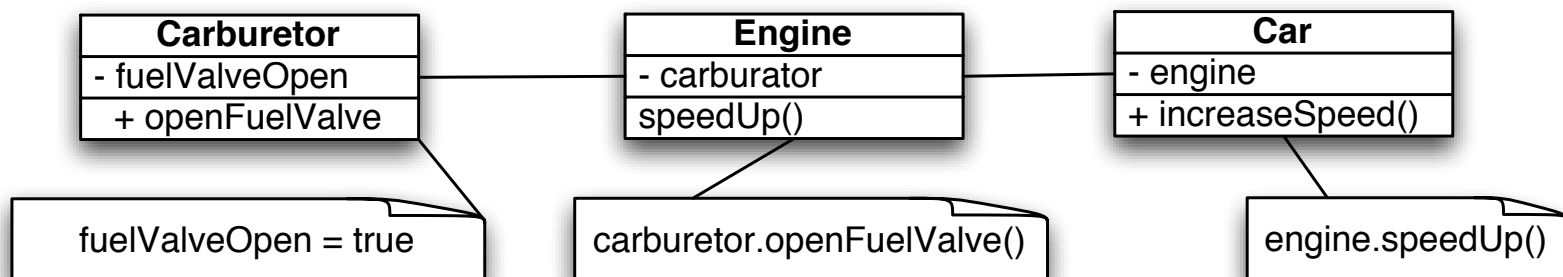 Carburetor
- fuelValveOpen
+ openFuelValve
Engine
- carburator
speedUp()
Car
- engine
+ increaseSpeed()
fuelValveOpen = true
carburetor.openFuelValve()
engine.speedUp()